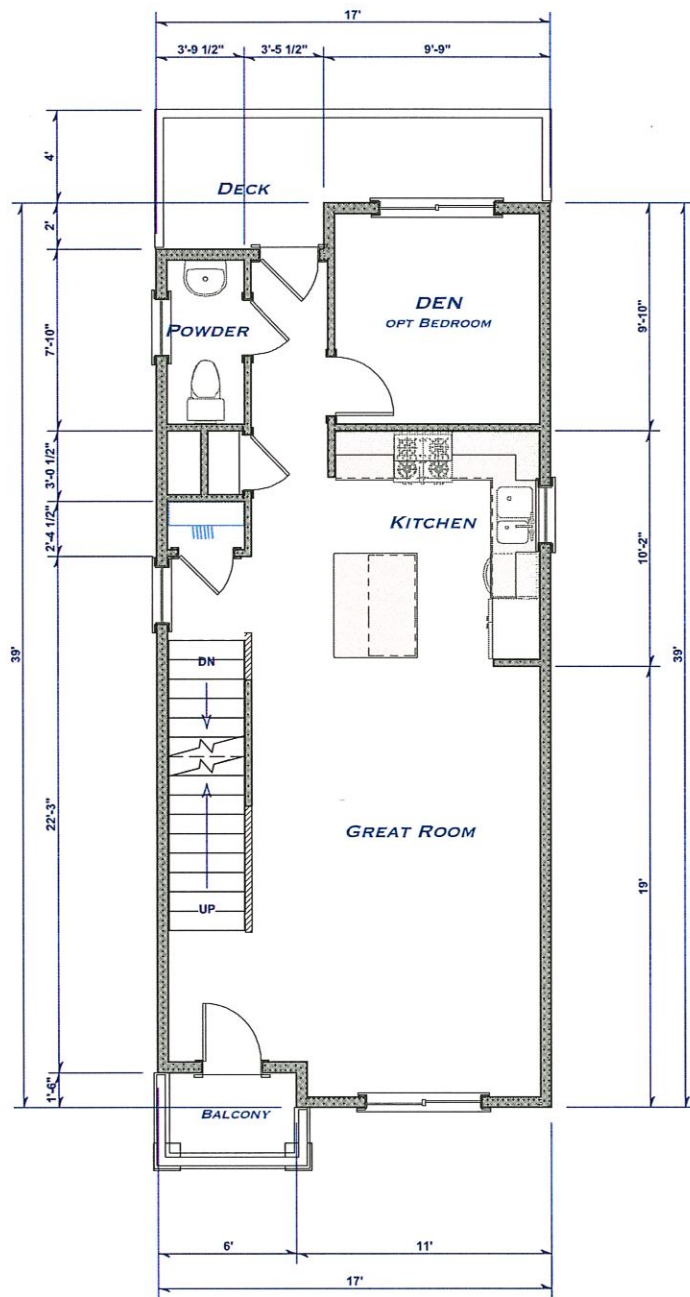 17'
3'-9 1/2" 3'-5 1/2" 9'-9"
4'
DECK
2'
DEN
OPT BEDROOM
POWDER
7'-10"
9'-10"
3'-0 1/2"
KITCHEN
2'-4 1/2"
10'-2"
39'
39'
DN
22'-3"
GREAT ROOM
19'
UP
1'-6"
BALCONY
6' 11'
17'